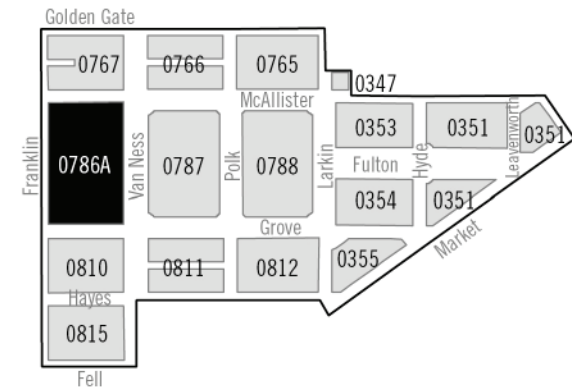 Golden Gate
0767
0766
0765
0347
McAllister
Franklin
0786A
Van Ness
0787
Polk
0788
Larkin
0353
Hyde
0351
Leavenworth
0351
Fulton
0354
0351
Market
Grove
0810
0811
0812
0355
Hayes
0815
Fell